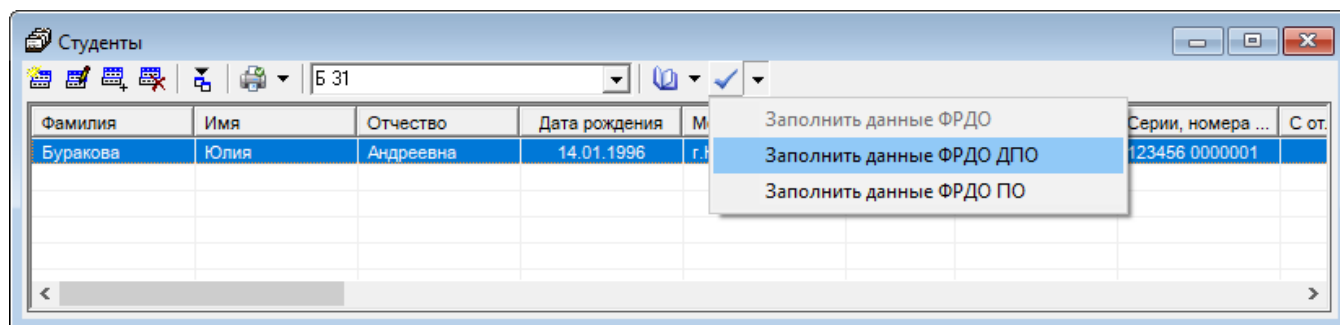 Студенты
Б 31
Заполнить данные ФРДО
Заполнить данные ФРДО ДПО
Заполнить данные ФРДО ПО
Фамилия Имя Отчество Дата рождения Серии, номера ... С от.
Буракова Юлия Андреевна 14.01.1996 123456 0000001